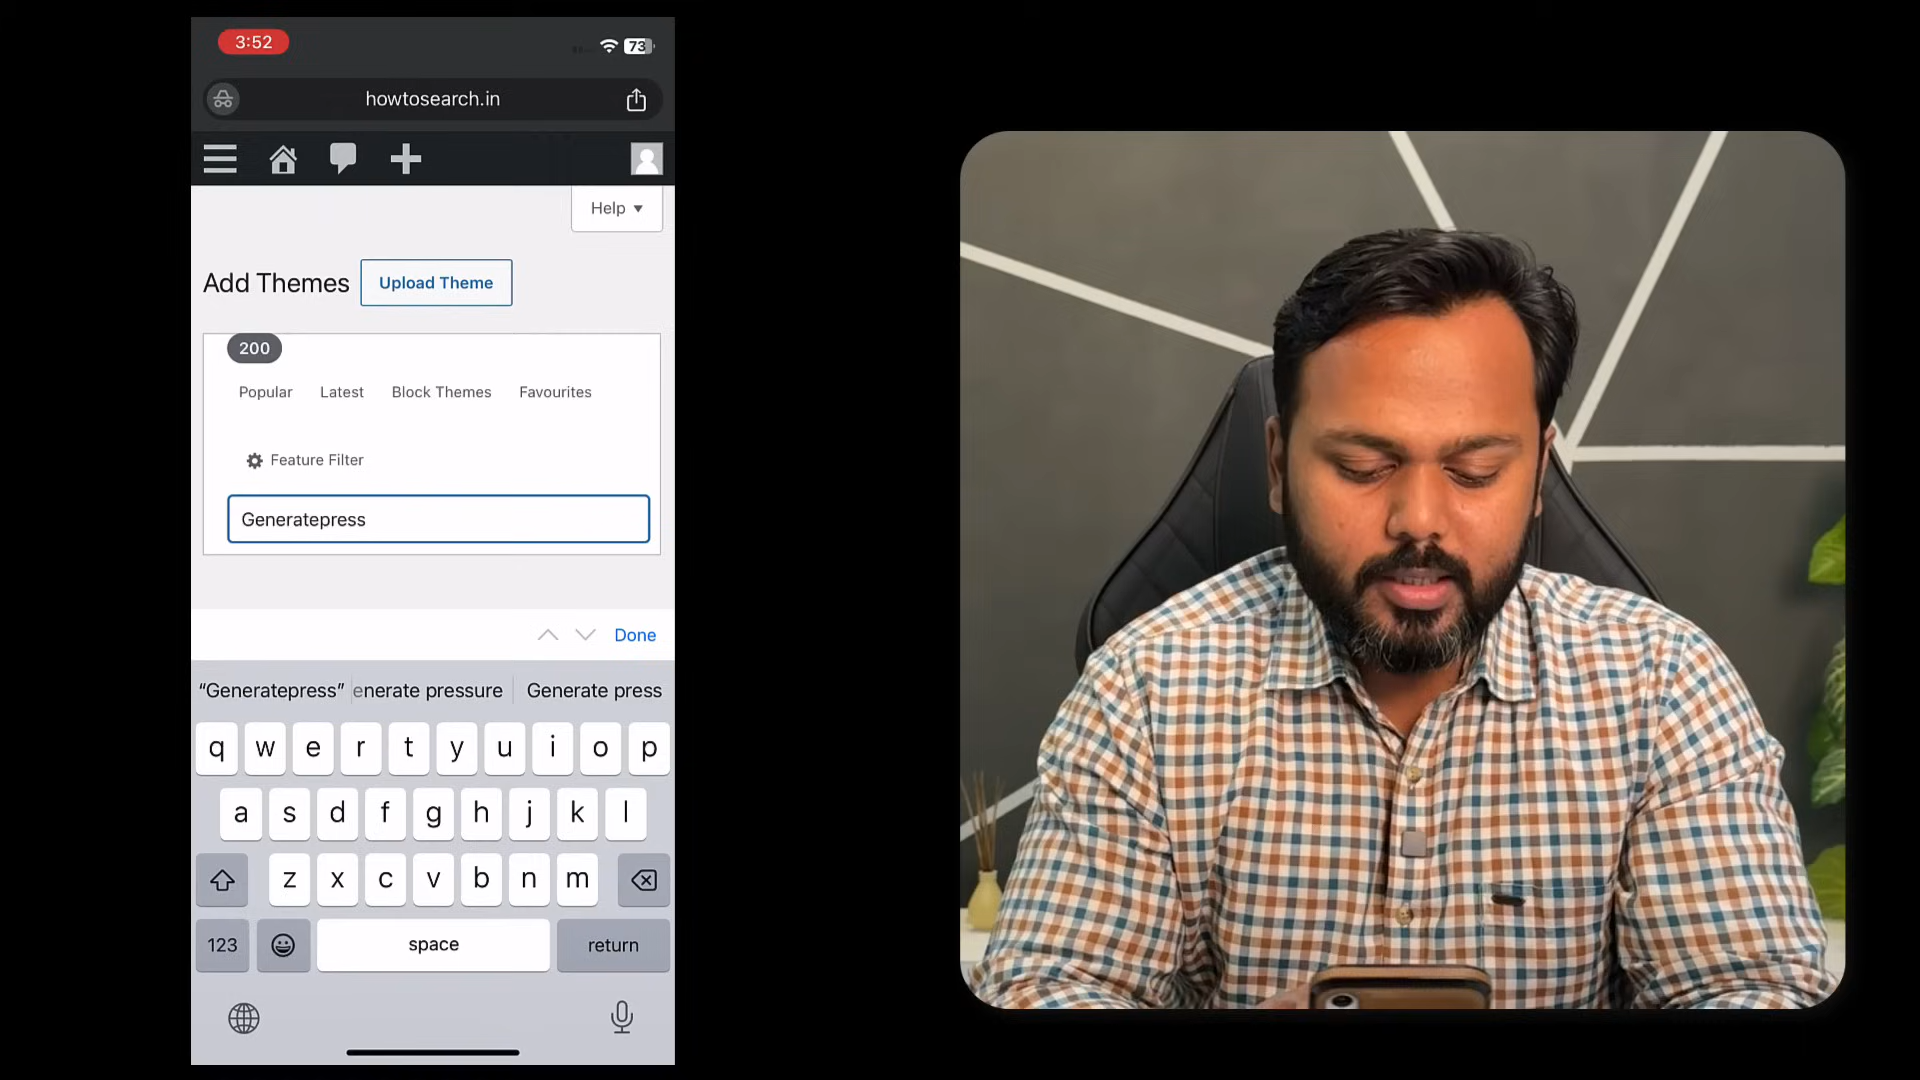 3:52
73
howtosearch.in
Help
Add Themes
Upload Theme
200
Popular Latest Block Themes Favourites
Feature Filter
Generatepress
Done
“Generatepress” enerate pressure Generate press
q w e r t y u i o p
a s d f g h j k l
z x c v b n m
123 space return